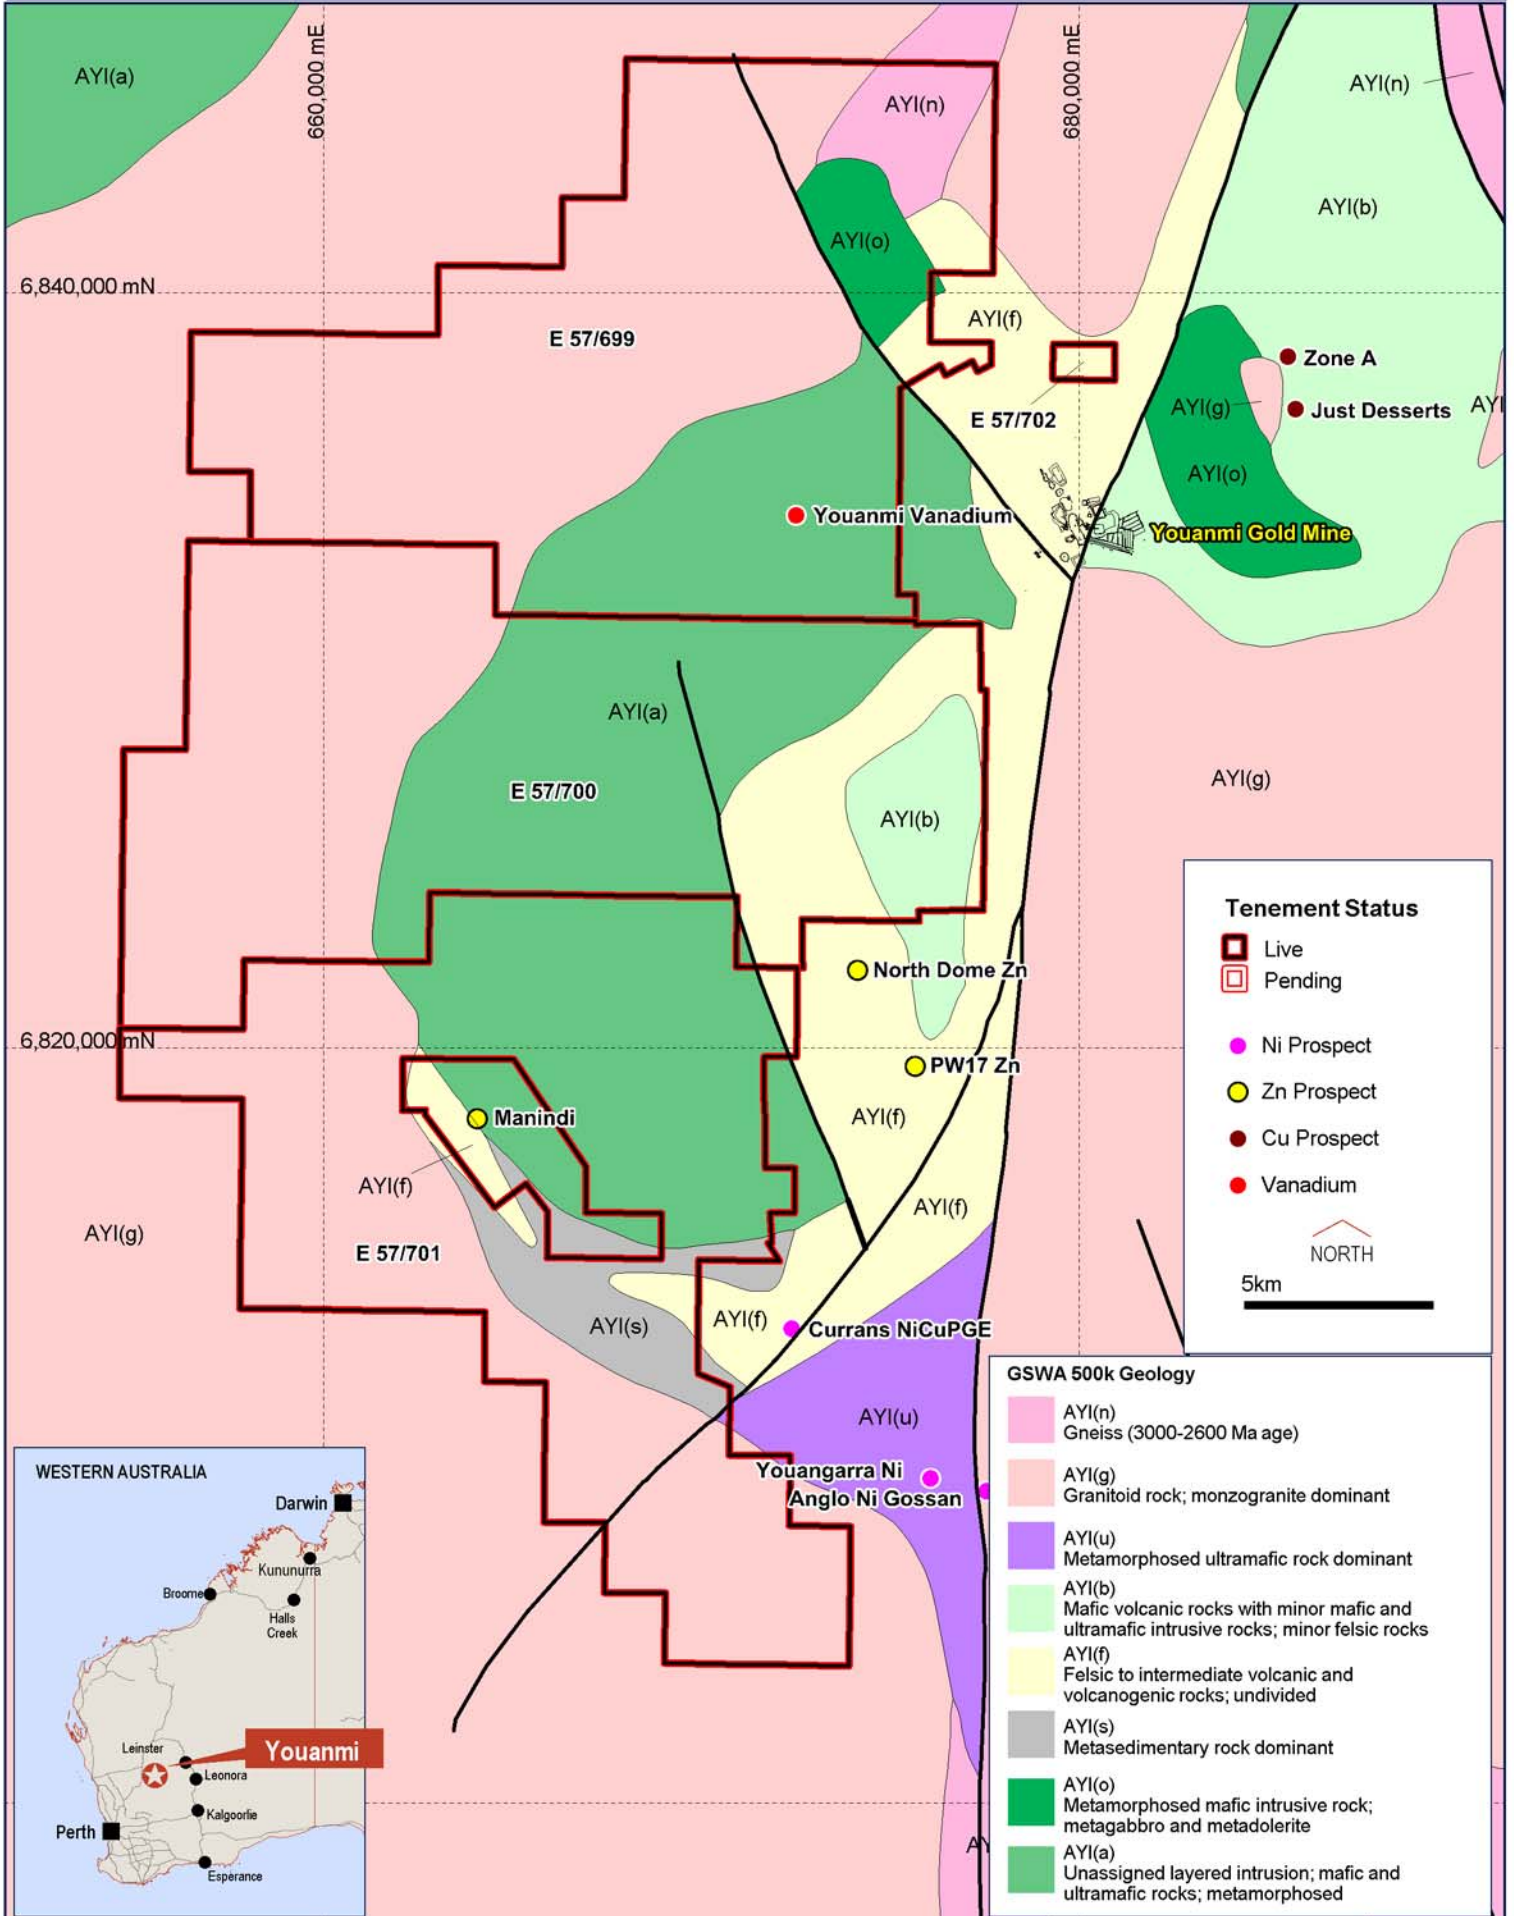 660,000 mE
680,000 mE
AYI(a)
AYI(n)
AYI(n)
AYI(b)
AYI(o)
6,840,000 mN
AYI(f)
E 57/699
Zone A
E 57/702
AYI(g)
Just Desserts
AYI(o)
Youanmi Vanadium
Youanmi Gold Mine
AYI(a)
E 57/700
AYI(g)
AYI(b)
North Dome Zn
6,820,000 mN
PW17 Zn
Manindi
AYI(f)
AYI(f)
AYI(f)
AYI(g)
E 57/701
AYI(s)
AYI(f)
Currans NiCuPGE
AYI(u)
Youangarra Ni
Anglo Ni Gossan
Tenement Status
Live
Pending
Ni Prospect
Zn Prospect
Cu Prospect
Vanadium
NORTH
5km
GSWA 500k Geology
AYI(n)
Gneiss (3000-2600 Ma age)
AYI(g)
Granitoid rock; monzogranite dominant
AYI(u)
Metamorphosed ultramafic rock dominant
AYI(b)
Mafic volcanic rocks with minor mafic and
ultramafic intrusive rocks; minor felsic rocks
AYI(f)
Felsic to intermediate volcanic and
volcanogenic rocks; undivided
AYI(s)
Metasedimentary rock dominant
AYI(o)
Metamorphosed mafic intrusive rock;
metagabbro and metadolerite
AYI(a)
Unassigned layered intrusion; mafic and
ultramafic rocks; metamorphosed
WESTERN AUSTRALIA
Darwin
Kununurra
Broome
Halls
Creek
Leinster
Youanmi
Leonora
Kalgoorlie
Perth
Esperance